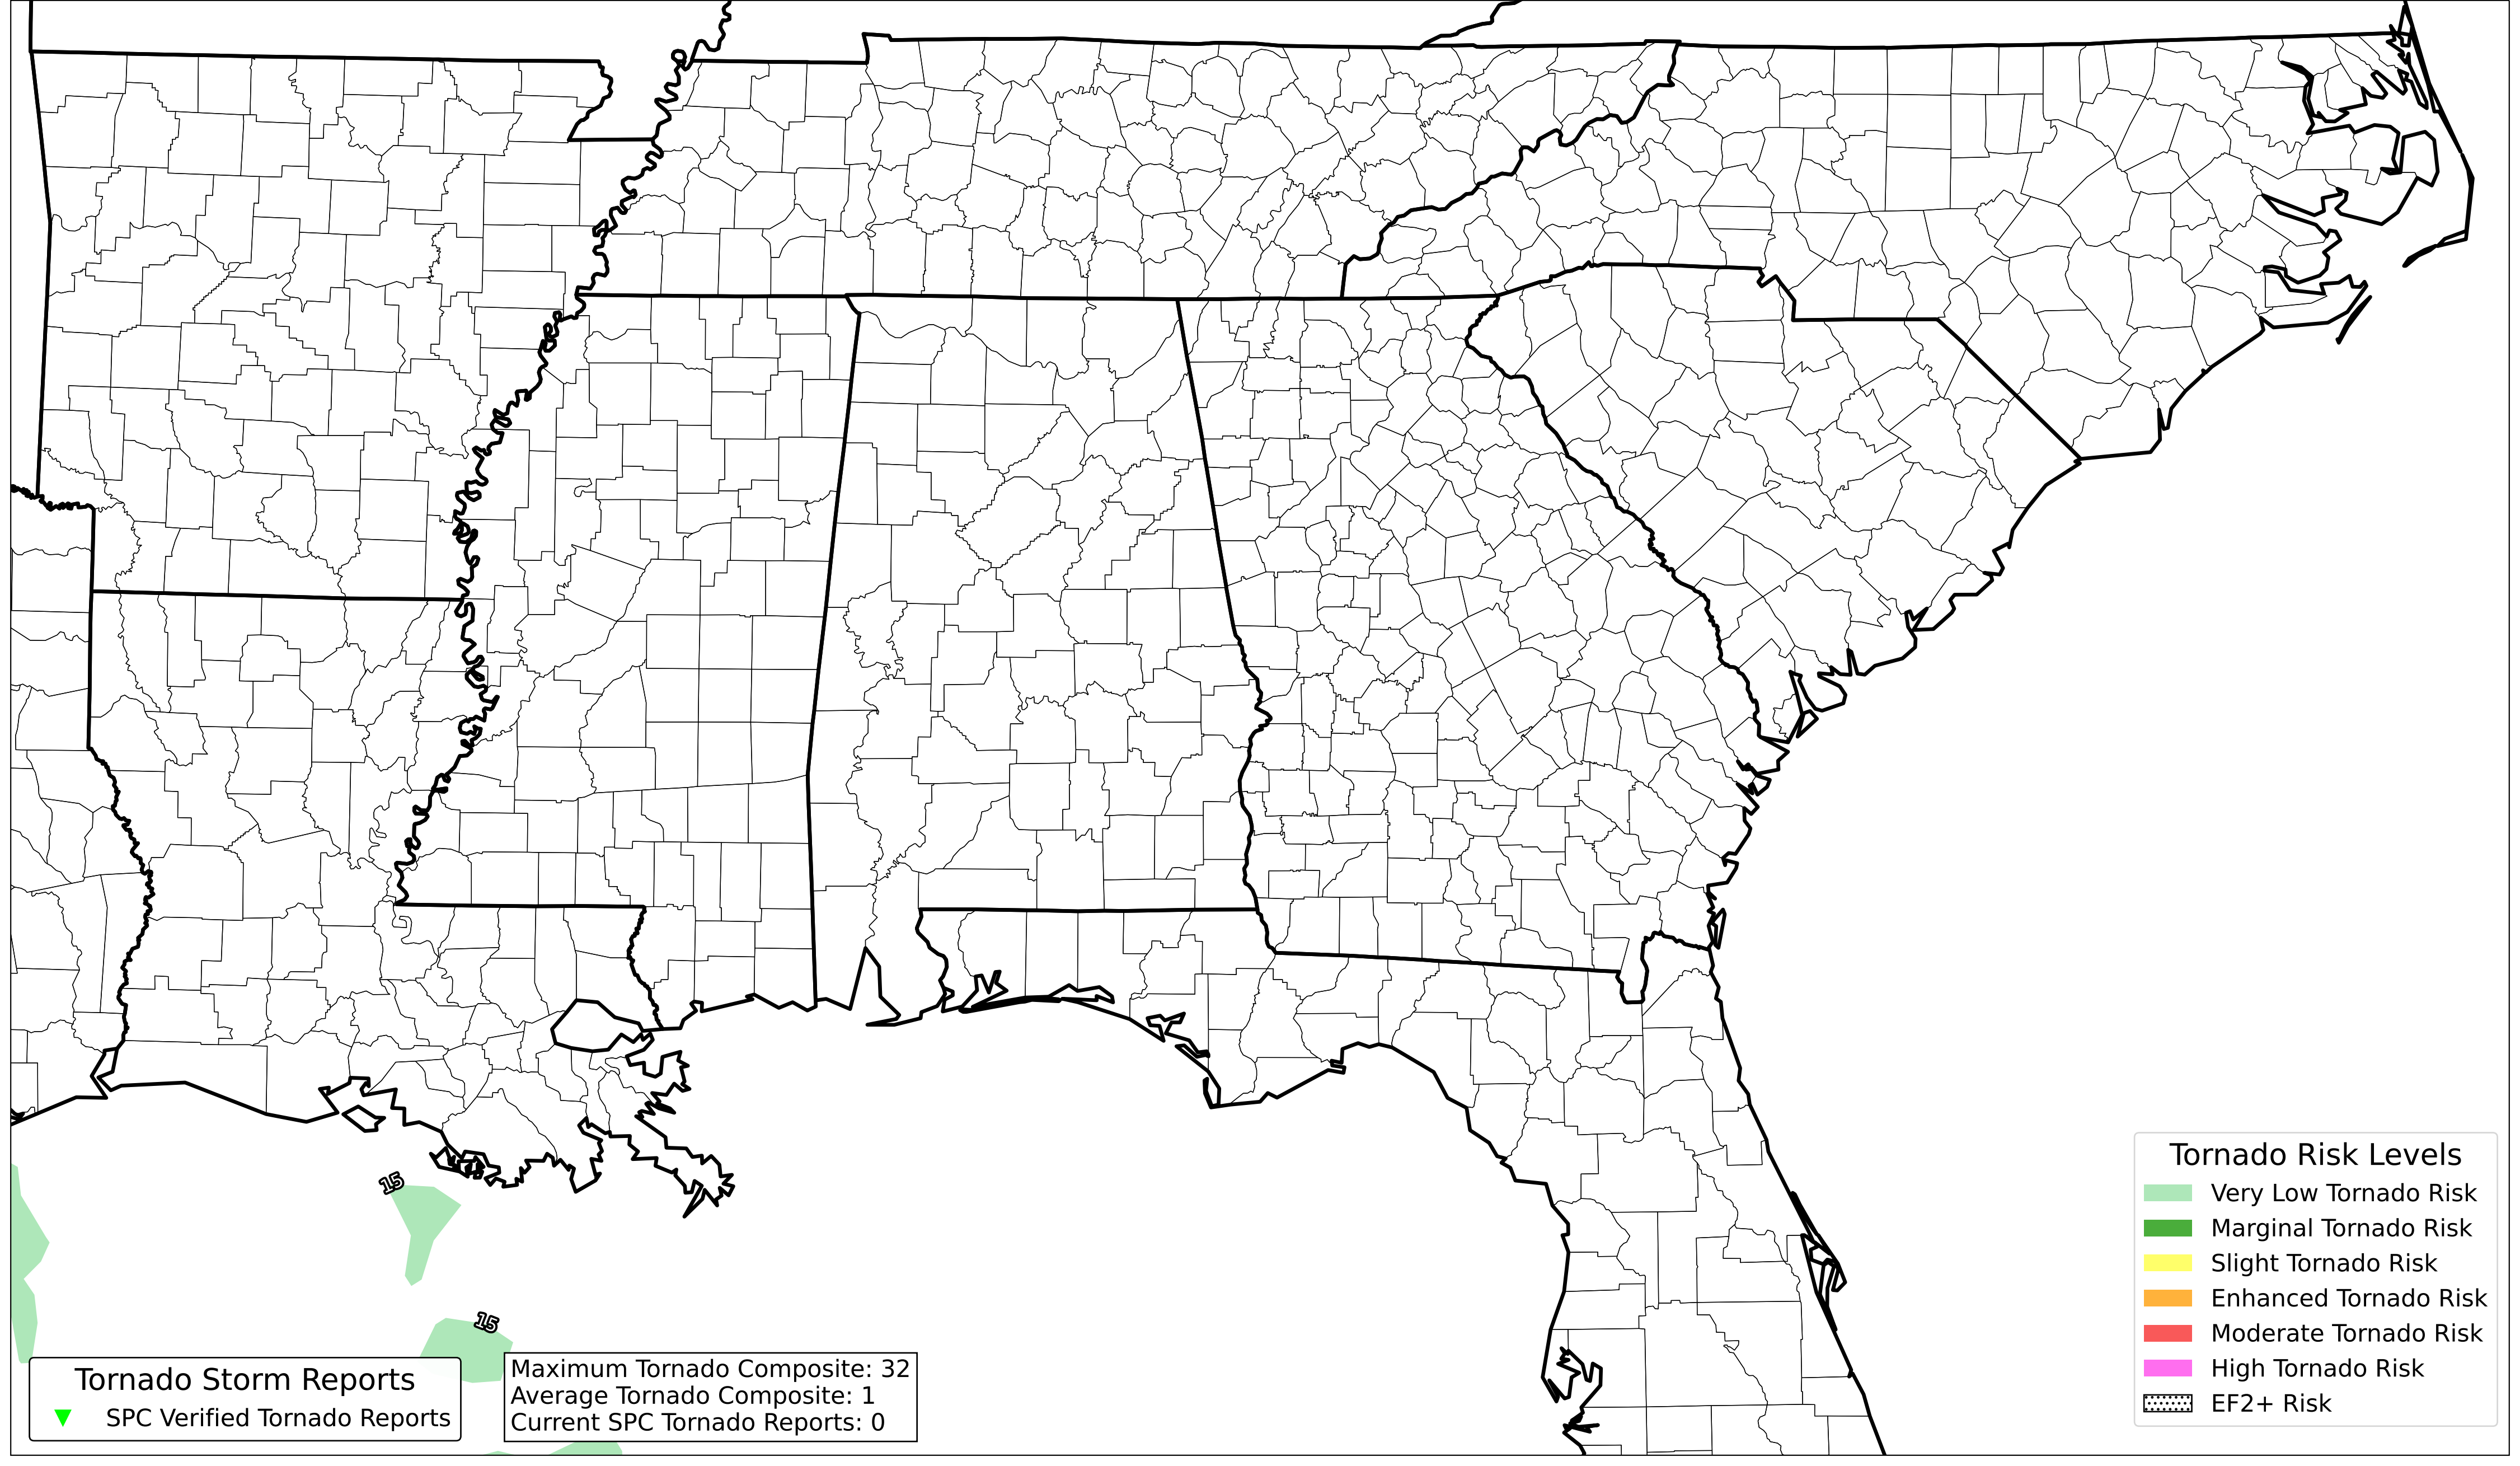 15
15
Tornado Storm Reports
SPC Verified Tornado Reports
Maximum Tornado Composite: 32
Average Tornado Composite: 1
Current SPC Tornado Reports: 0
Tornado Risk Levels
Very Low Tornado Risk
Marginal Tornado Risk
Slight Tornado Risk
Enhanced Tornado Risk
Moderate Tornado Risk
High Tornado Risk
EF2+ Risk